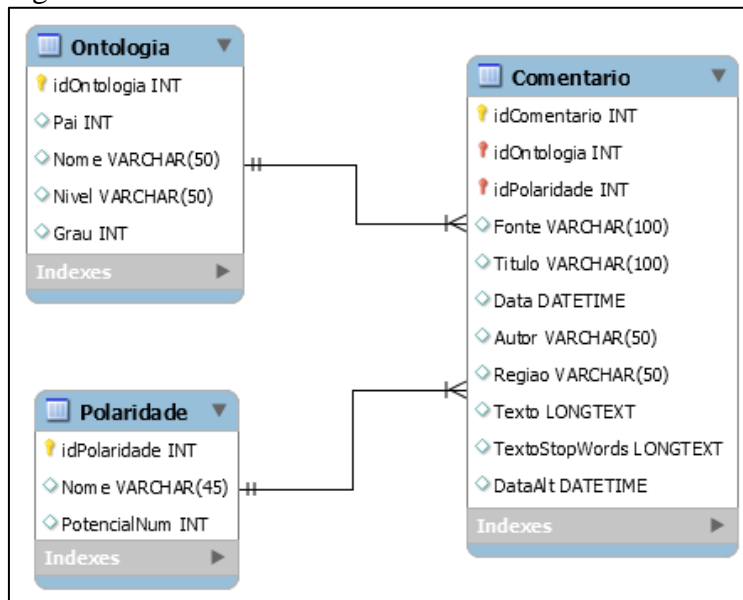 Ontologia
idOntologia INT
Pai INT
Nome VARCHAR(50)
Nivel VARCHAR(50)
Grau INT
Indexes
Comentario
idComentario INT
idOntologia INT
idPolaridade INT
Fonte VARCHAR(100)
Titulo VARCHAR(100)
Data DATETIME
Autor VARCHAR(50)
Regiao VARCHAR(50)
Texto LONGTEXT
TextoStopWords LONGTEXT
DataAlt DATETIME
Indexes
Polaridade
idPolaridade INT
Nome VARCHAR(45)
PotencialNum INT
Indexes